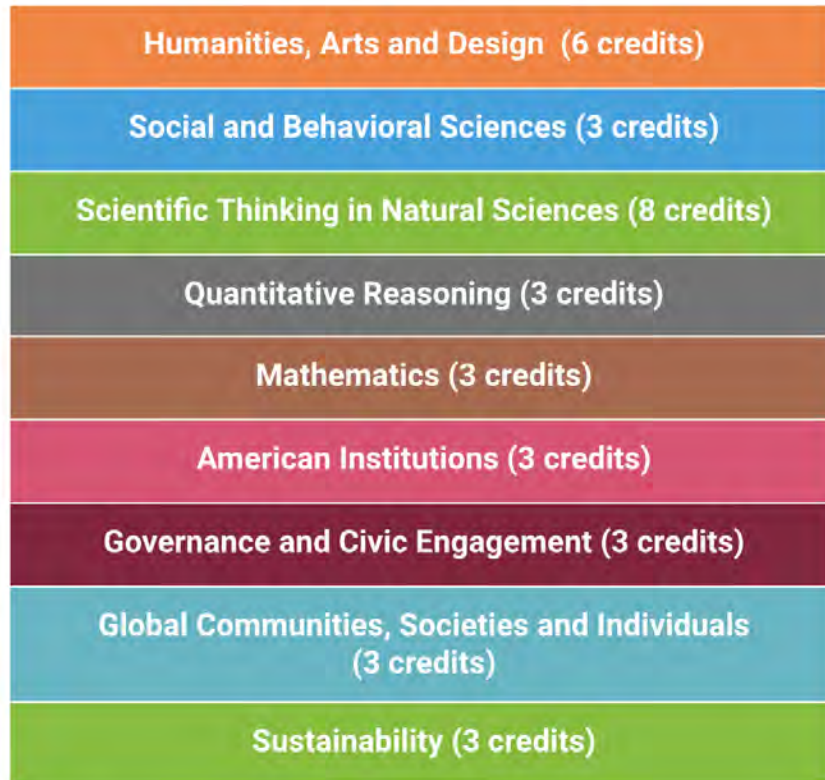 Humanities, Arts and Design  (6 credits)
Social and Behavioral Sciences (3 credits)
Scientific Thinking in Natural Sciences (8 credits)
Quantitative Reasoning (3 credits)
Mathematics (3 credits)
American Institutions (3 credits)
Governance and Civic Engagement (3 credits)
Global Communities, Societies and Individuals
(3 credits)
Sustainability (3 credits)